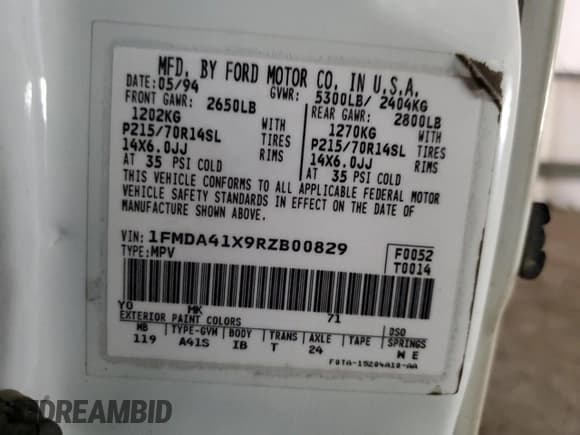 MFD. BY FORD MOTOR CO. IN U.S.A.
DATE: 05/94 GVWR: 5300LB/ 2404KG
FRONT GAWR: 2650LB REAR GAWR: 2800LB
1202KG WITH 1270KG WITH
P215/70R14SL TIRES P215/70R14SL TIRES
14X6.0JJ RIMS 14X6.0JJ RIMS
AT 35 PSI COLD AT 35 PSI COLD
THIS VEHICLE CONFORMS TO ALL APPLICABLE FEDERAL MOTOR
VEHICLE SAFETY STANDARDS IN EFFECT ON THE DATE OF
MANUFACTURE SHOWN ABOVE.
VIN: 1FMDA41X9RZB00829 F0052
TYPE: MPV T0014
YO MK 71
EXTERIOR PAINT COLORS DSO
WB TYPE-GVM BODY TRANS AXLE TAPE SPRINGS
119 A41S IB T 24 W E
F0TA-15204A10-AA
DREAMBID